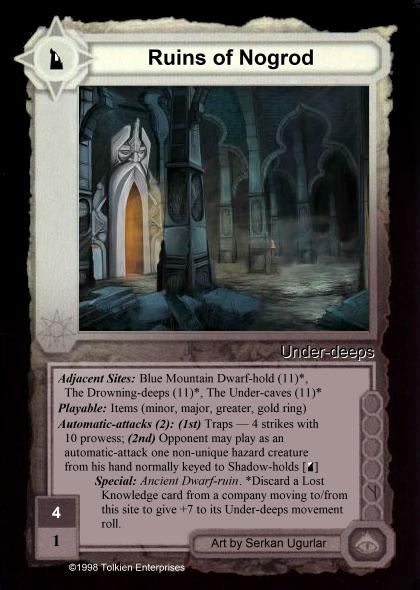 Ruins of Nogrod
Under-deeps
Adjacent Sites: Blue Mountain Dwarf-hold (11)*,
The Drowning-deeps (11)*, The Under-caves (11)*
Playable: Items (minor, major, greater, gold ring)
Automatic-attacks (2): (1st) Traps — 4 strikes with
10 prowess; (2nd) Opponent may play as an
automatic-attack one non-unique hazard creature
from his hand normally keyed to Shadow-holds [ ]
Special: Ancient Dwarf-ruin. *Discard a Lost
Knowledge card from a company moving to/from
this site to give +7 to its Under-deeps movement
roll.
4
1
Art by Serkan Ugurlar
©1998 Tolkien Enterprises